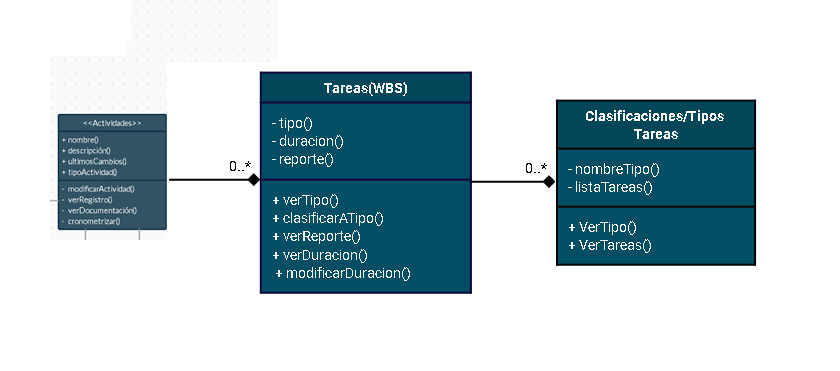 <<Actividades>>
+ nombre()
+ descripción()
+ ultimosCambios()
+ tipoActividad()
- modificarActividad()
- verRegistro()
- verDocumentación()
- cronometrizar()
0..*
Tareas(WBS)
- tipo()
- duracion()
- reporte()
+ verTipo()
+ clasificarATipo()
+ verReporte()
+ verDuracion()
+ modificarDuracion()
0..*
Clasificaciones/Tipos
Tareas
- nombreTipo()
- listaTareas()
+ VerTipo()
+ VerTareas()